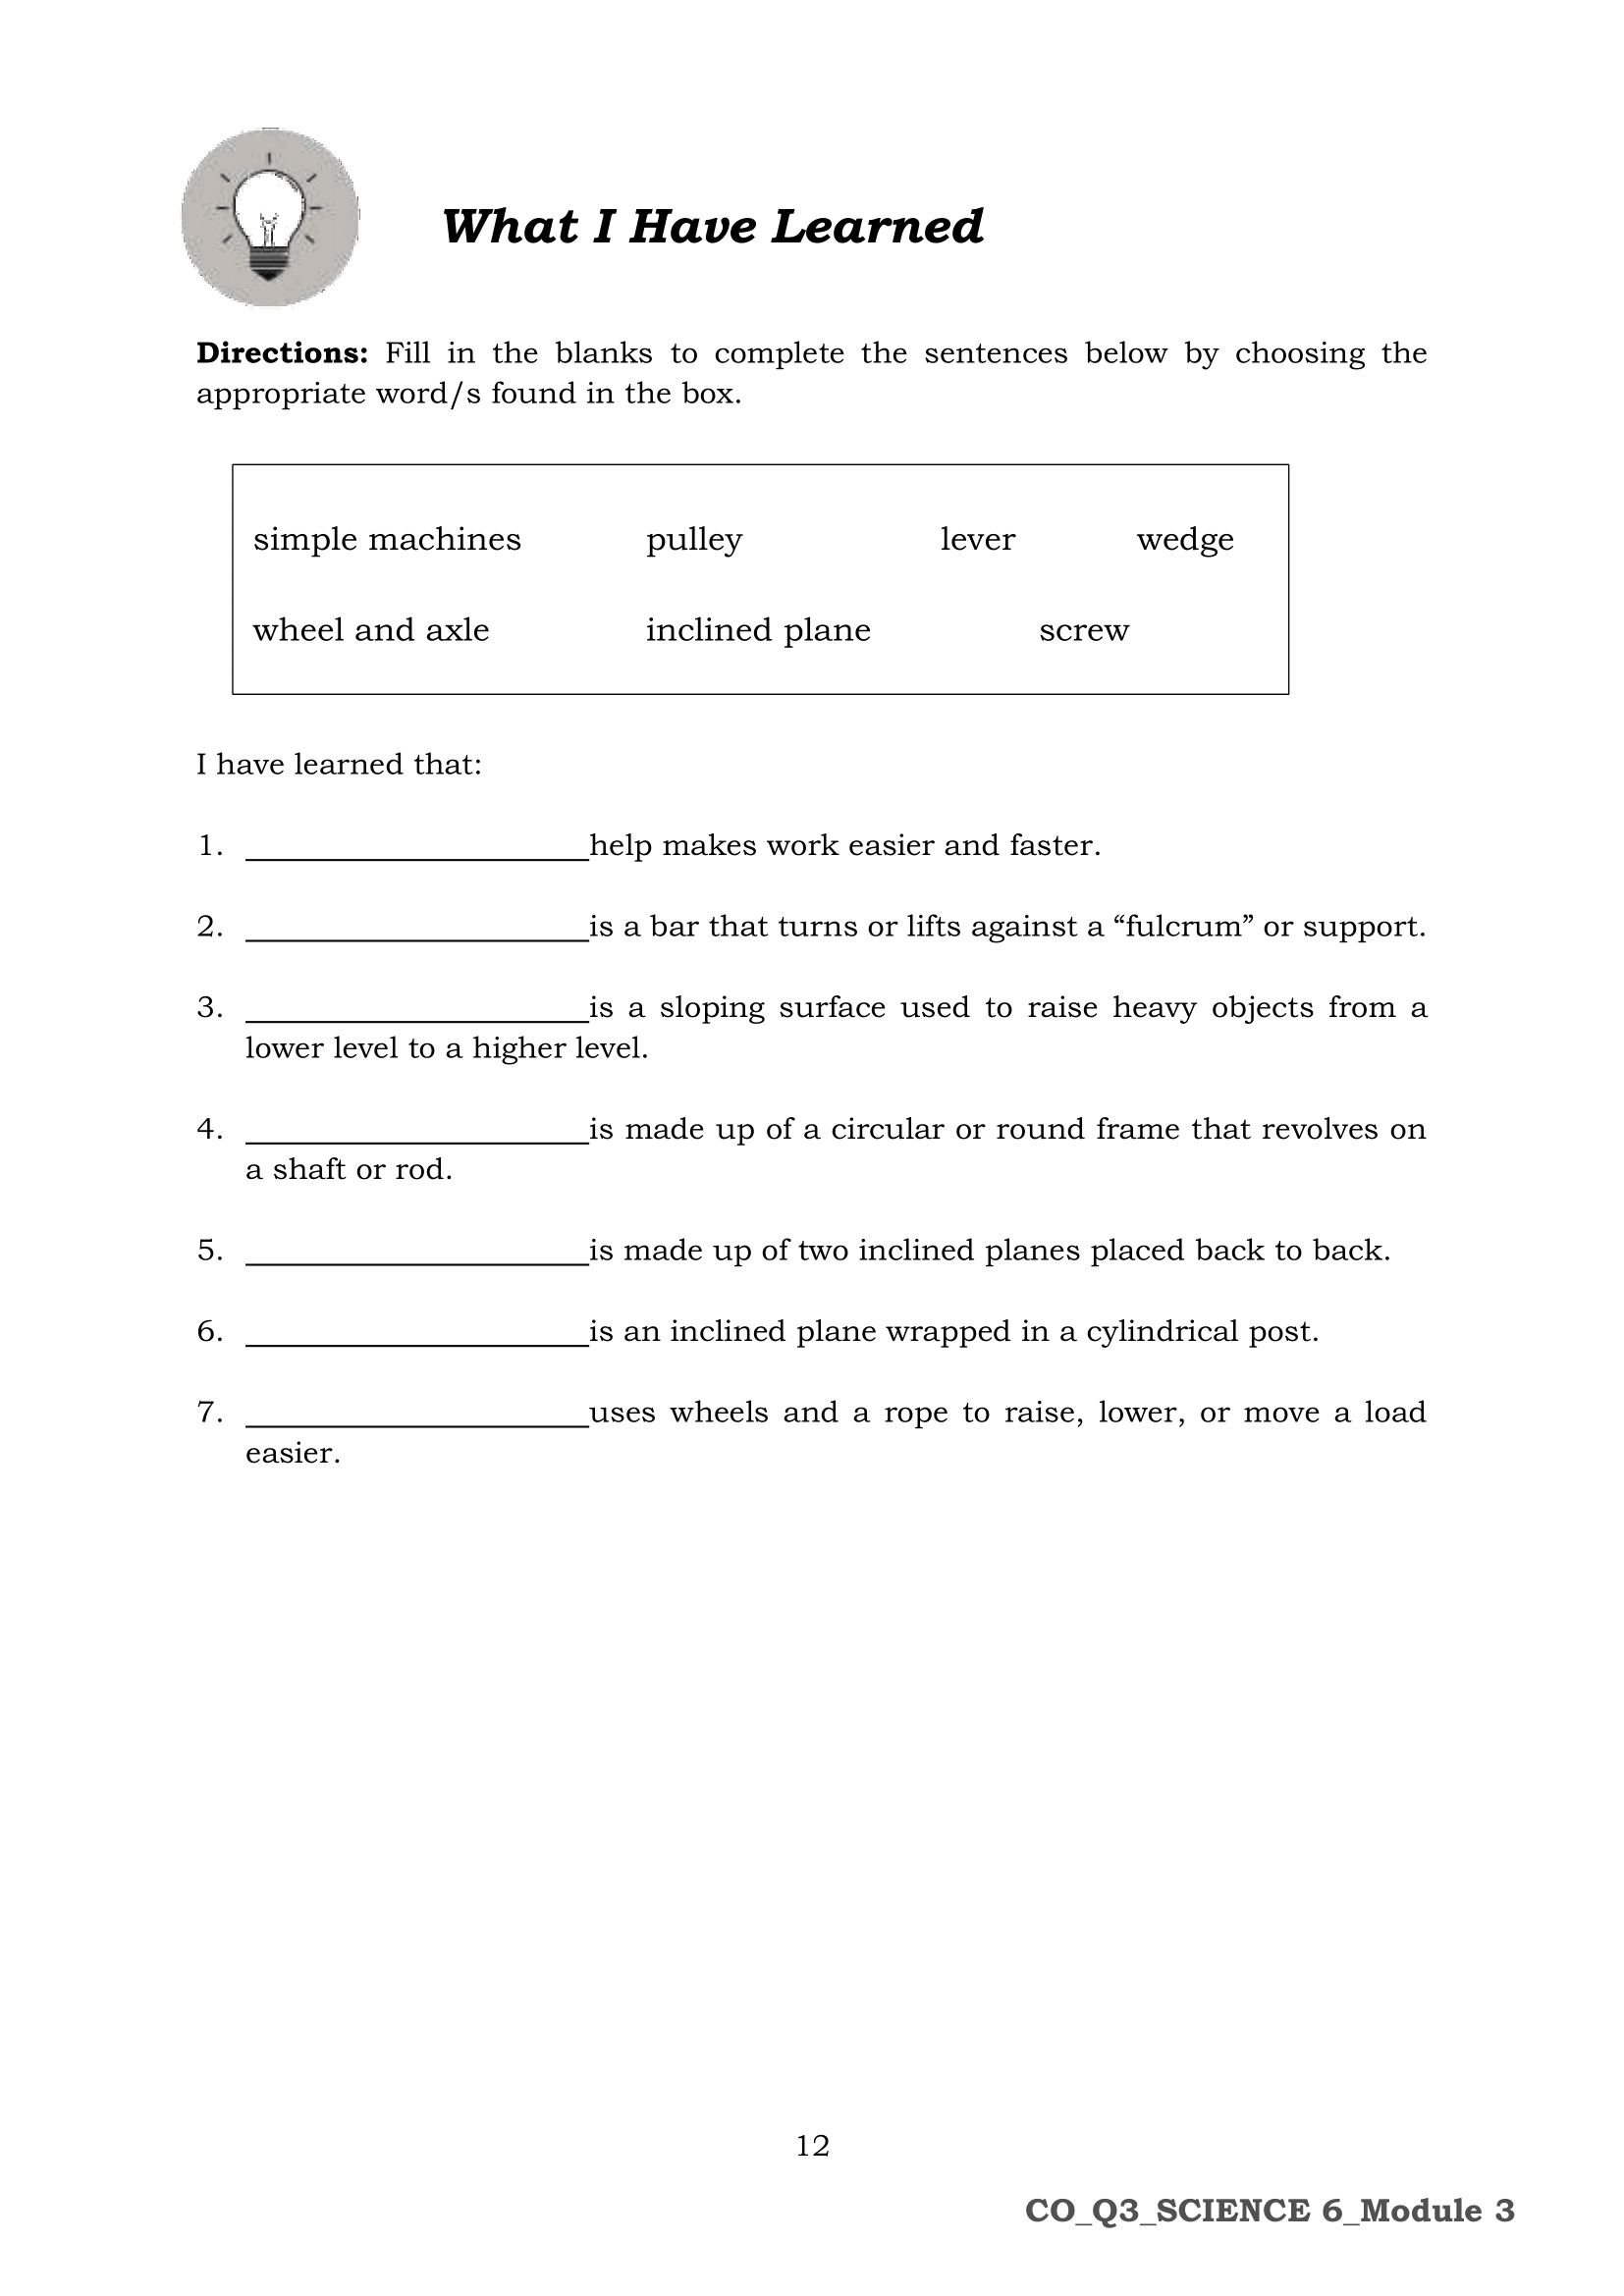 What I Have Learned
Directions: Fill in the blanks to complete the sentences below by choosing the
appropriate word/s found in the box.
simple machines pulley lever wedge
wheel and axle inclined plane screw
I have learned that:
1. ______________________help makes work easier and faster.
2. ______________________is a bar that turns or lifts against a “fulcrum” or support.
3. ______________________is a sloping surface used to raise heavy objects from a
lower level to a higher level.
4. ______________________is made up of a circular or round frame that revolves on
a shaft or rod.
5. ______________________is made up of two inclined planes placed back to back.
6. ______________________is an inclined plane wrapped in a cylindrical post.
7. ______________________uses wheels and a rope to raise, lower, or move a load
easier.
12
CO_Q3_SCIENCE 6_Module 3